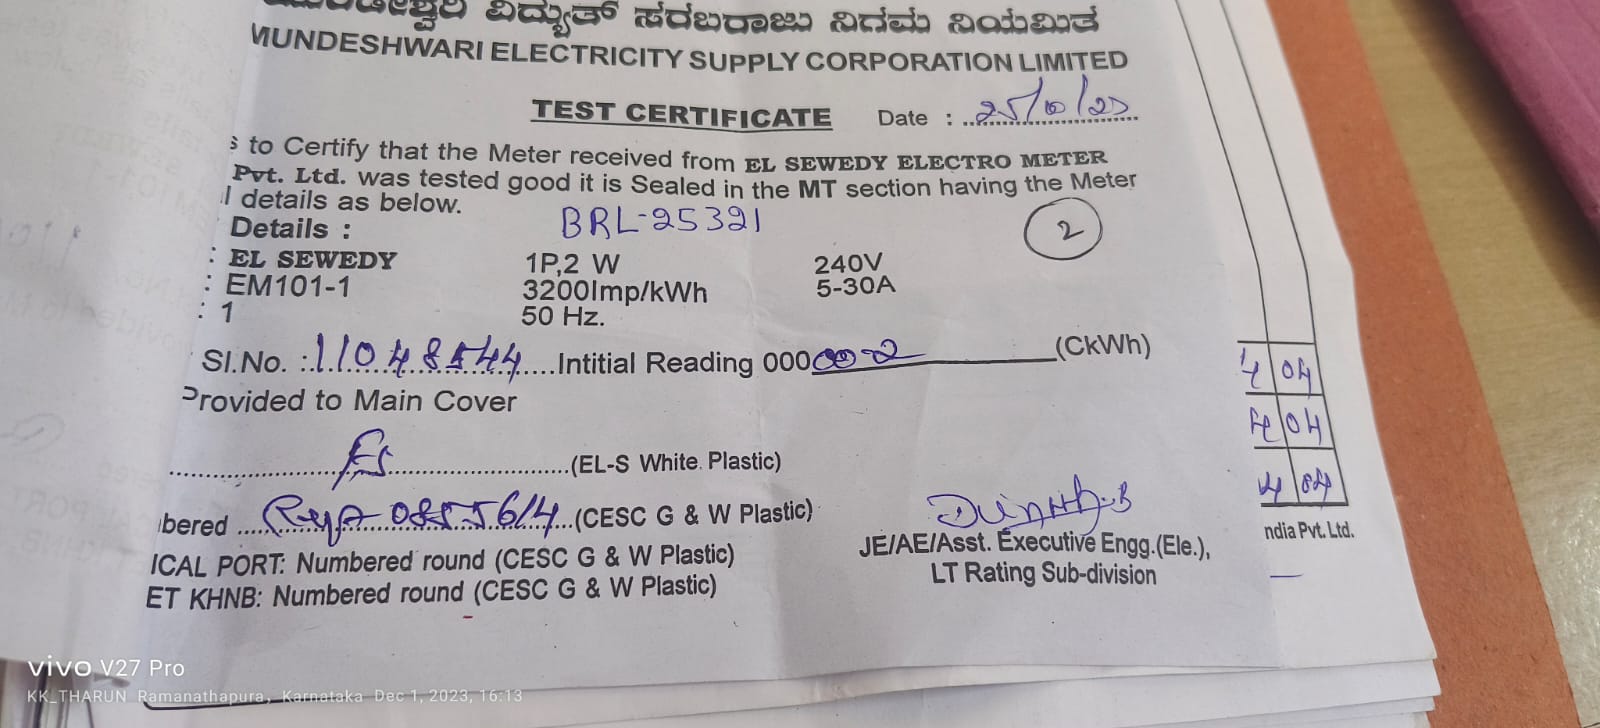 ವಿದ್ಯುತ್ ಸರಬರಾಜು ನಿಗಮ ನಿಯಮಿತ
MUNDESHWARI ELECTRICITY SUPPLY CORPORATION LIMITED
TEST CERTIFICATE Date : 25/10/23
s to Certify that the Meter received from EL SEWEDY ELECTRO METER
Pvt. Ltd. was tested good it is Sealed in the MT section having the Meter
l details as below.
BRL-25321
Details :
2
: EL SEWEDY 1P,2 W 240V
: EM101-1 3200Imp/kWh 5-30A
: 1 50 Hz.
Sl.No. :11048544 Intitial Reading 000 00-2 (CkWh)
Provided to Main Cover
(EL-S White Plastic)
bered 0855614 (CESC G & W Plastic)
ICAL PORT: Numbered round (CESC G & W Plastic)
ET KHNB: Numbered round (CESC G & W Plastic)
JE/AE/Asst. Executive Engg.(Ele.),
LT Rating Sub-division
04
04
04
ndia Pvt. Ltd.
vivo V27 Pro
KK_THARUN Ramanathapura, Karnataka Dec 1, 2023, 16:13